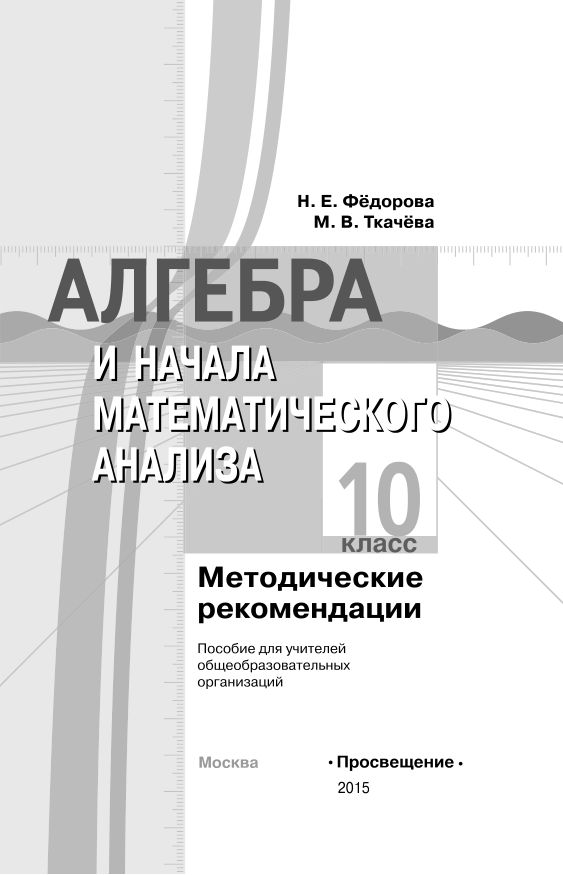 Н. Е. Фёдорова
М. В. Ткачёва
АЛГЕБРА
И НАЧАЛА
МАТЕМАТИЧЕСКОГО
АНАЛИЗА
10
класс
Методические
рекомендации
Пособие для учителей
общеобразовательных
организаций
Москва
• Просвещение •
2015